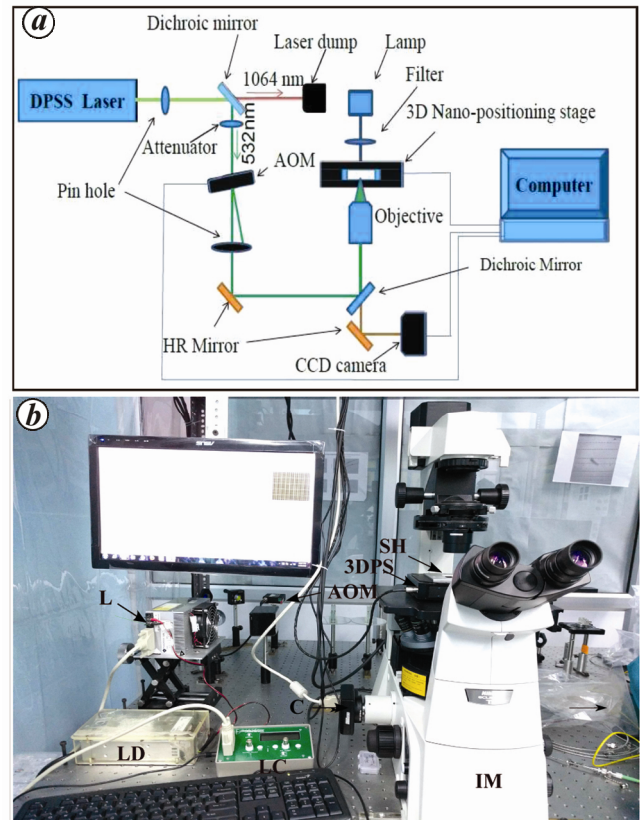 a
Dichroic mirror
Laser dump
Lamp
1064 nm
Filter
DPSS Laser
3D Nano-positioning stage
Attenuator
532nm
AOM
Pin hole
Computer
Objective
Dichroic Mirror
HR Mirror
CCD camera
b
ASUS
SH
3DPS
AOM
L
C
LD
LC
IM